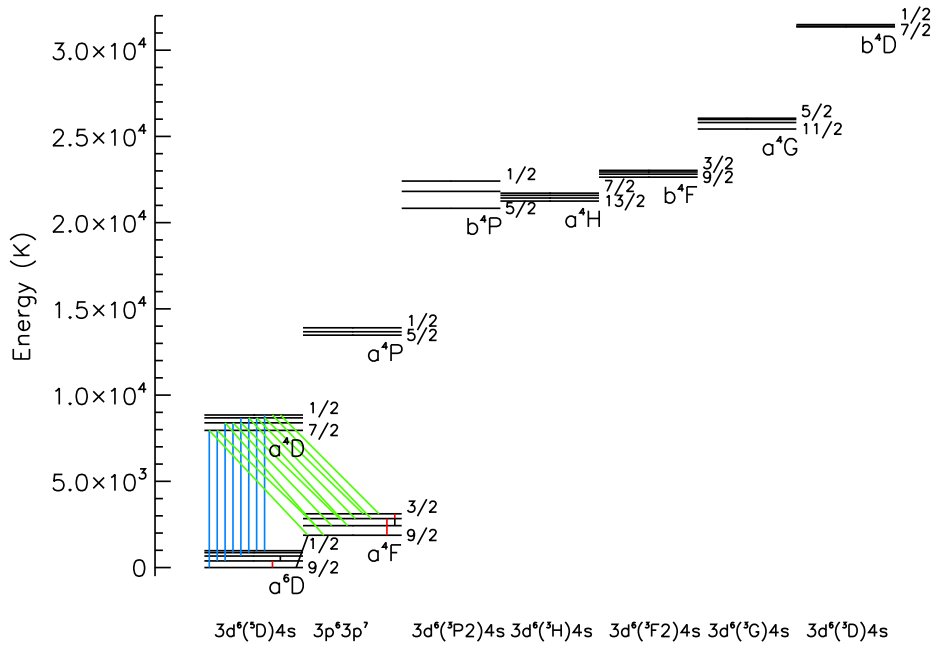 1/2
3.0×10⁴
7/2
b⁴D
2.5×10⁴
5/2
11/2
a⁴G
1/2
3/2
7/2
9/2
5/2
13/2
b⁴F
2.0×10⁴
b⁴P
a⁴H
Energy (K)
1.5×10⁴
1/2
5/2
a⁴P
1.0×10⁴
1/2
7/2
a⁴D
5.0×10³
3/2
1/2
9/2
a⁴F
0
9/2
a⁶D
3d⁶(⁵D)4s 3p⁶3p⁷ 3d⁶(³P2)4s 3d⁶(³H)4s 3d⁶(³F2)4s 3d⁶(³G)4s 3d⁶(³D)4s